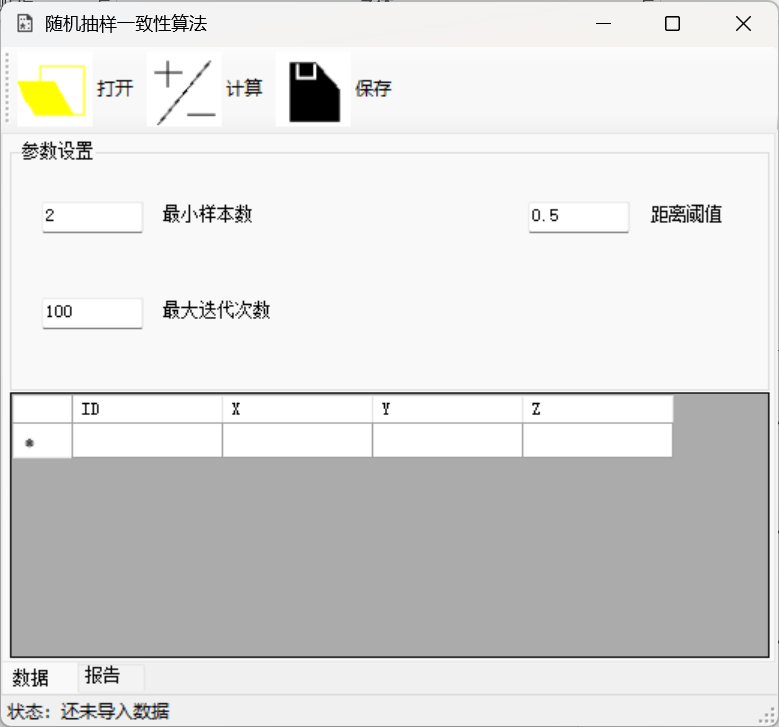 随机抽样一致性算法
打开 计算 保存
参数设置
2 最小样本数 0.5 距离阈值
100 最大迭代次数
ID X Y Z
*
数据 报告
状态：还未导入数据